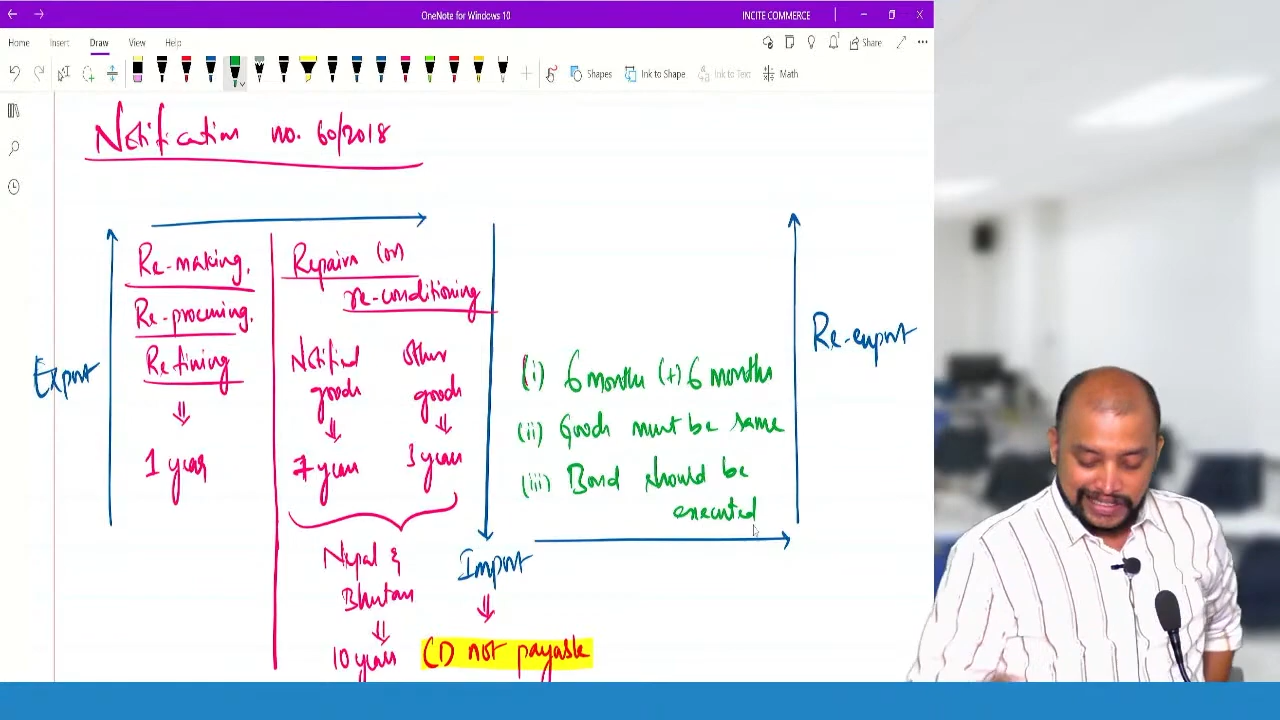 OneNote for Windows 10
INCITE COMMERCE
Home Insert Draw View Help
Share
Shapes
Ink to Shape
Ink to Text
Math
Notification no. 60/2018
Export
Re-making.
Re-procuring.
Refining
⇓
1 year
Repairs (or)
re-conditioning
Notified
goods
⇓
7 years
other
goods
⇓
3 years
Nepal &
Bhutan
⇓
10 years
Import
⇓
CD not payable
(i) 6 months (+) 6 months
(ii) Goods must be same
(iii) Bond should be
executed
Re-export